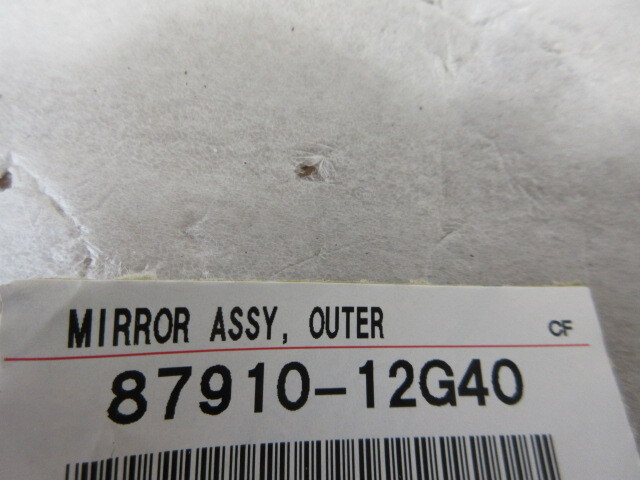 MIRROR ASSY, OUTER CF
87910-12G40